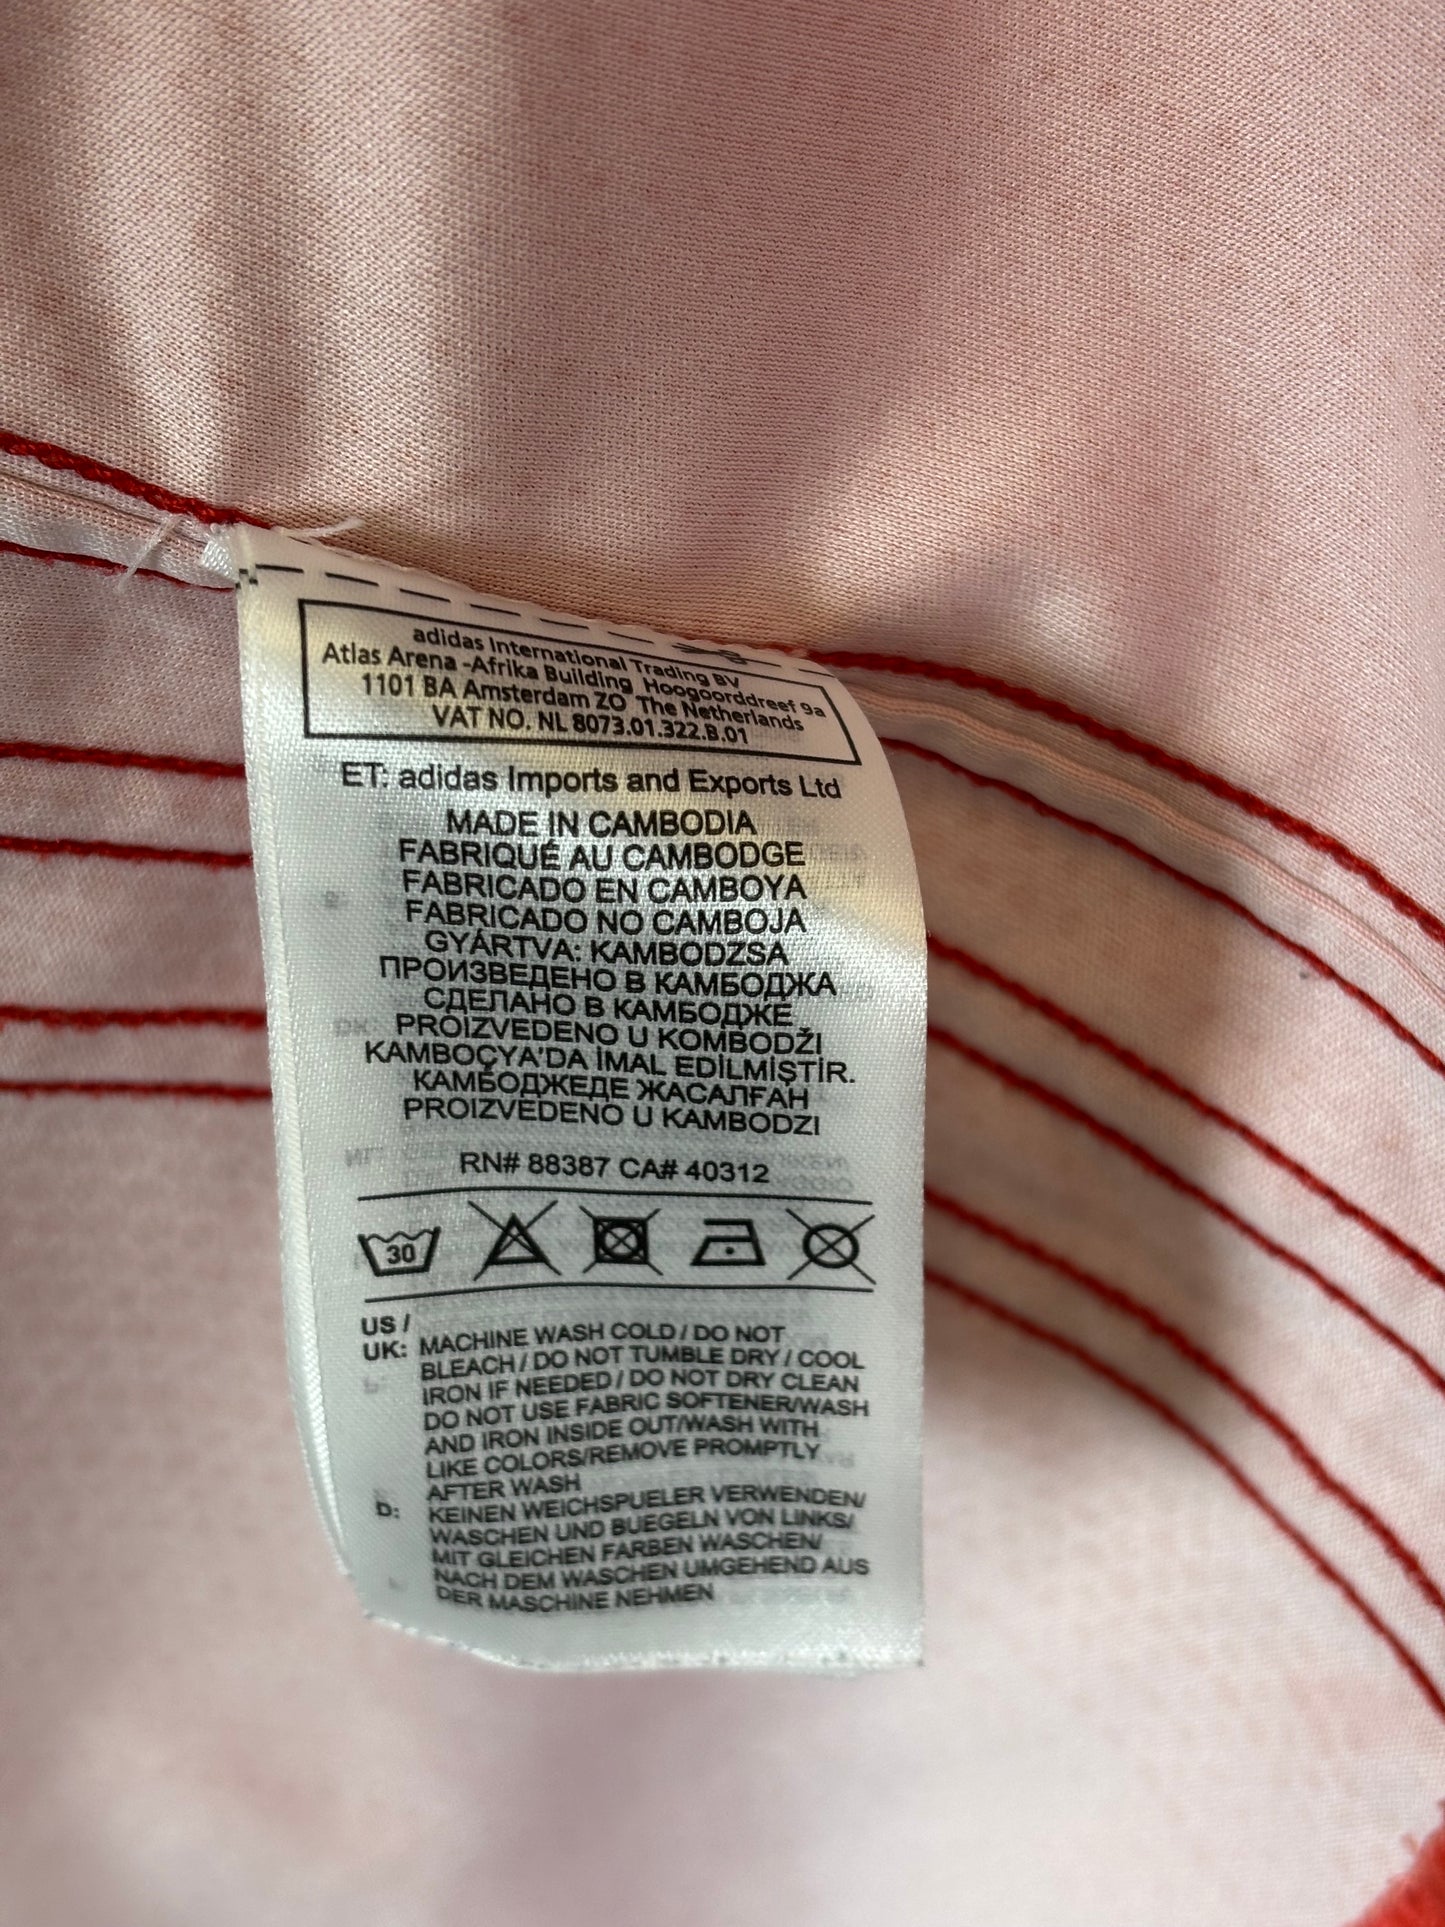 adidas International Trading BV
Atlas Arena -Afrika Building Hoogoorddreef 9a
1101 BA Amsterdam ZO The Netherlands
VAT NO. NL 8073.01.322.B.01
ET: adidas Imports and Exports Ltd
MADE IN CAMBODIA
FABRIQUÉ AU CAMBODGE
FABRICADO EN CAMBOYA
FABRICADO NO CAMBOJA
GYÁRTVA: KAMBODZSA
ПРОИЗВЕДЕНО В КАМБОДЖА
СДЕЛАНО В КАМБОДЖЕ
PROIZVEDENO U KOMBODŽI
KAMBOÇYA'DA İMAL EDİLMİŞTİR.
КАМБОДЖЕДЕ ЖАСАЛҒАН
PROIZVEDENO U KAMBODZI
RN# 88387 CA# 40312
30
US /
UK: MACHINE WASH COLD / DO NOT
BLEACH / DO NOT TUMBLE DRY / COOL
IRON IF NEEDED / DO NOT DRY CLEAN
DO NOT USE FABRIC SOFTENER/WASH
AND IRON INSIDE OUT/WASH WITH
LIKE COLORS/REMOVE PROMPTLY
AFTER WASH
D: KEINEN WEICHSPUELER VERWENDEN/
WASCHEN UND BUEGELN VON LINKS/
MIT GLEICHEN FARBEN WASCHEN/
NACH DEM WASCHEN UMGEHEND AUS
DER MASCHINE NEHMEN